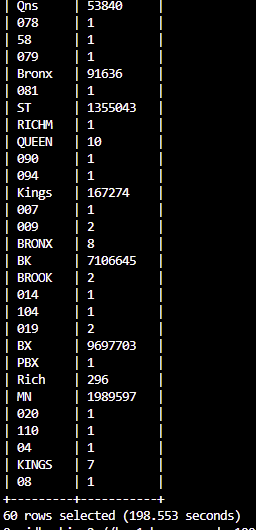 | Qns | 53840 |
| 078 | 1 |
| 58 | 1 |
| 079 | 1 |
| Bronx | 91636 |
| 081 | 1 |
| ST | 1355043 |
| RICHM | 1 |
| QUEEN | 10 |
| 090 | 1 |
| 094 | 1 |
| Kings | 167274 |
| 007 | 1 |
| 009 | 2 |
| BRONX | 8 |
| BK | 7106645 |
| BROOK | 2 |
| 014 | 1 |
| 104 | 1 |
| 019 | 2 |
| BX | 9697703 |
| PBX | 1 |
| Rich | 296 |
| MN | 1989597 |
| 020 | 1 |
| 110 | 1 |
| 04 | 1 |
| KINGS | 7 |
| 08 | 1 |
+----------+------------+
60 rows selected (198.553 seconds)